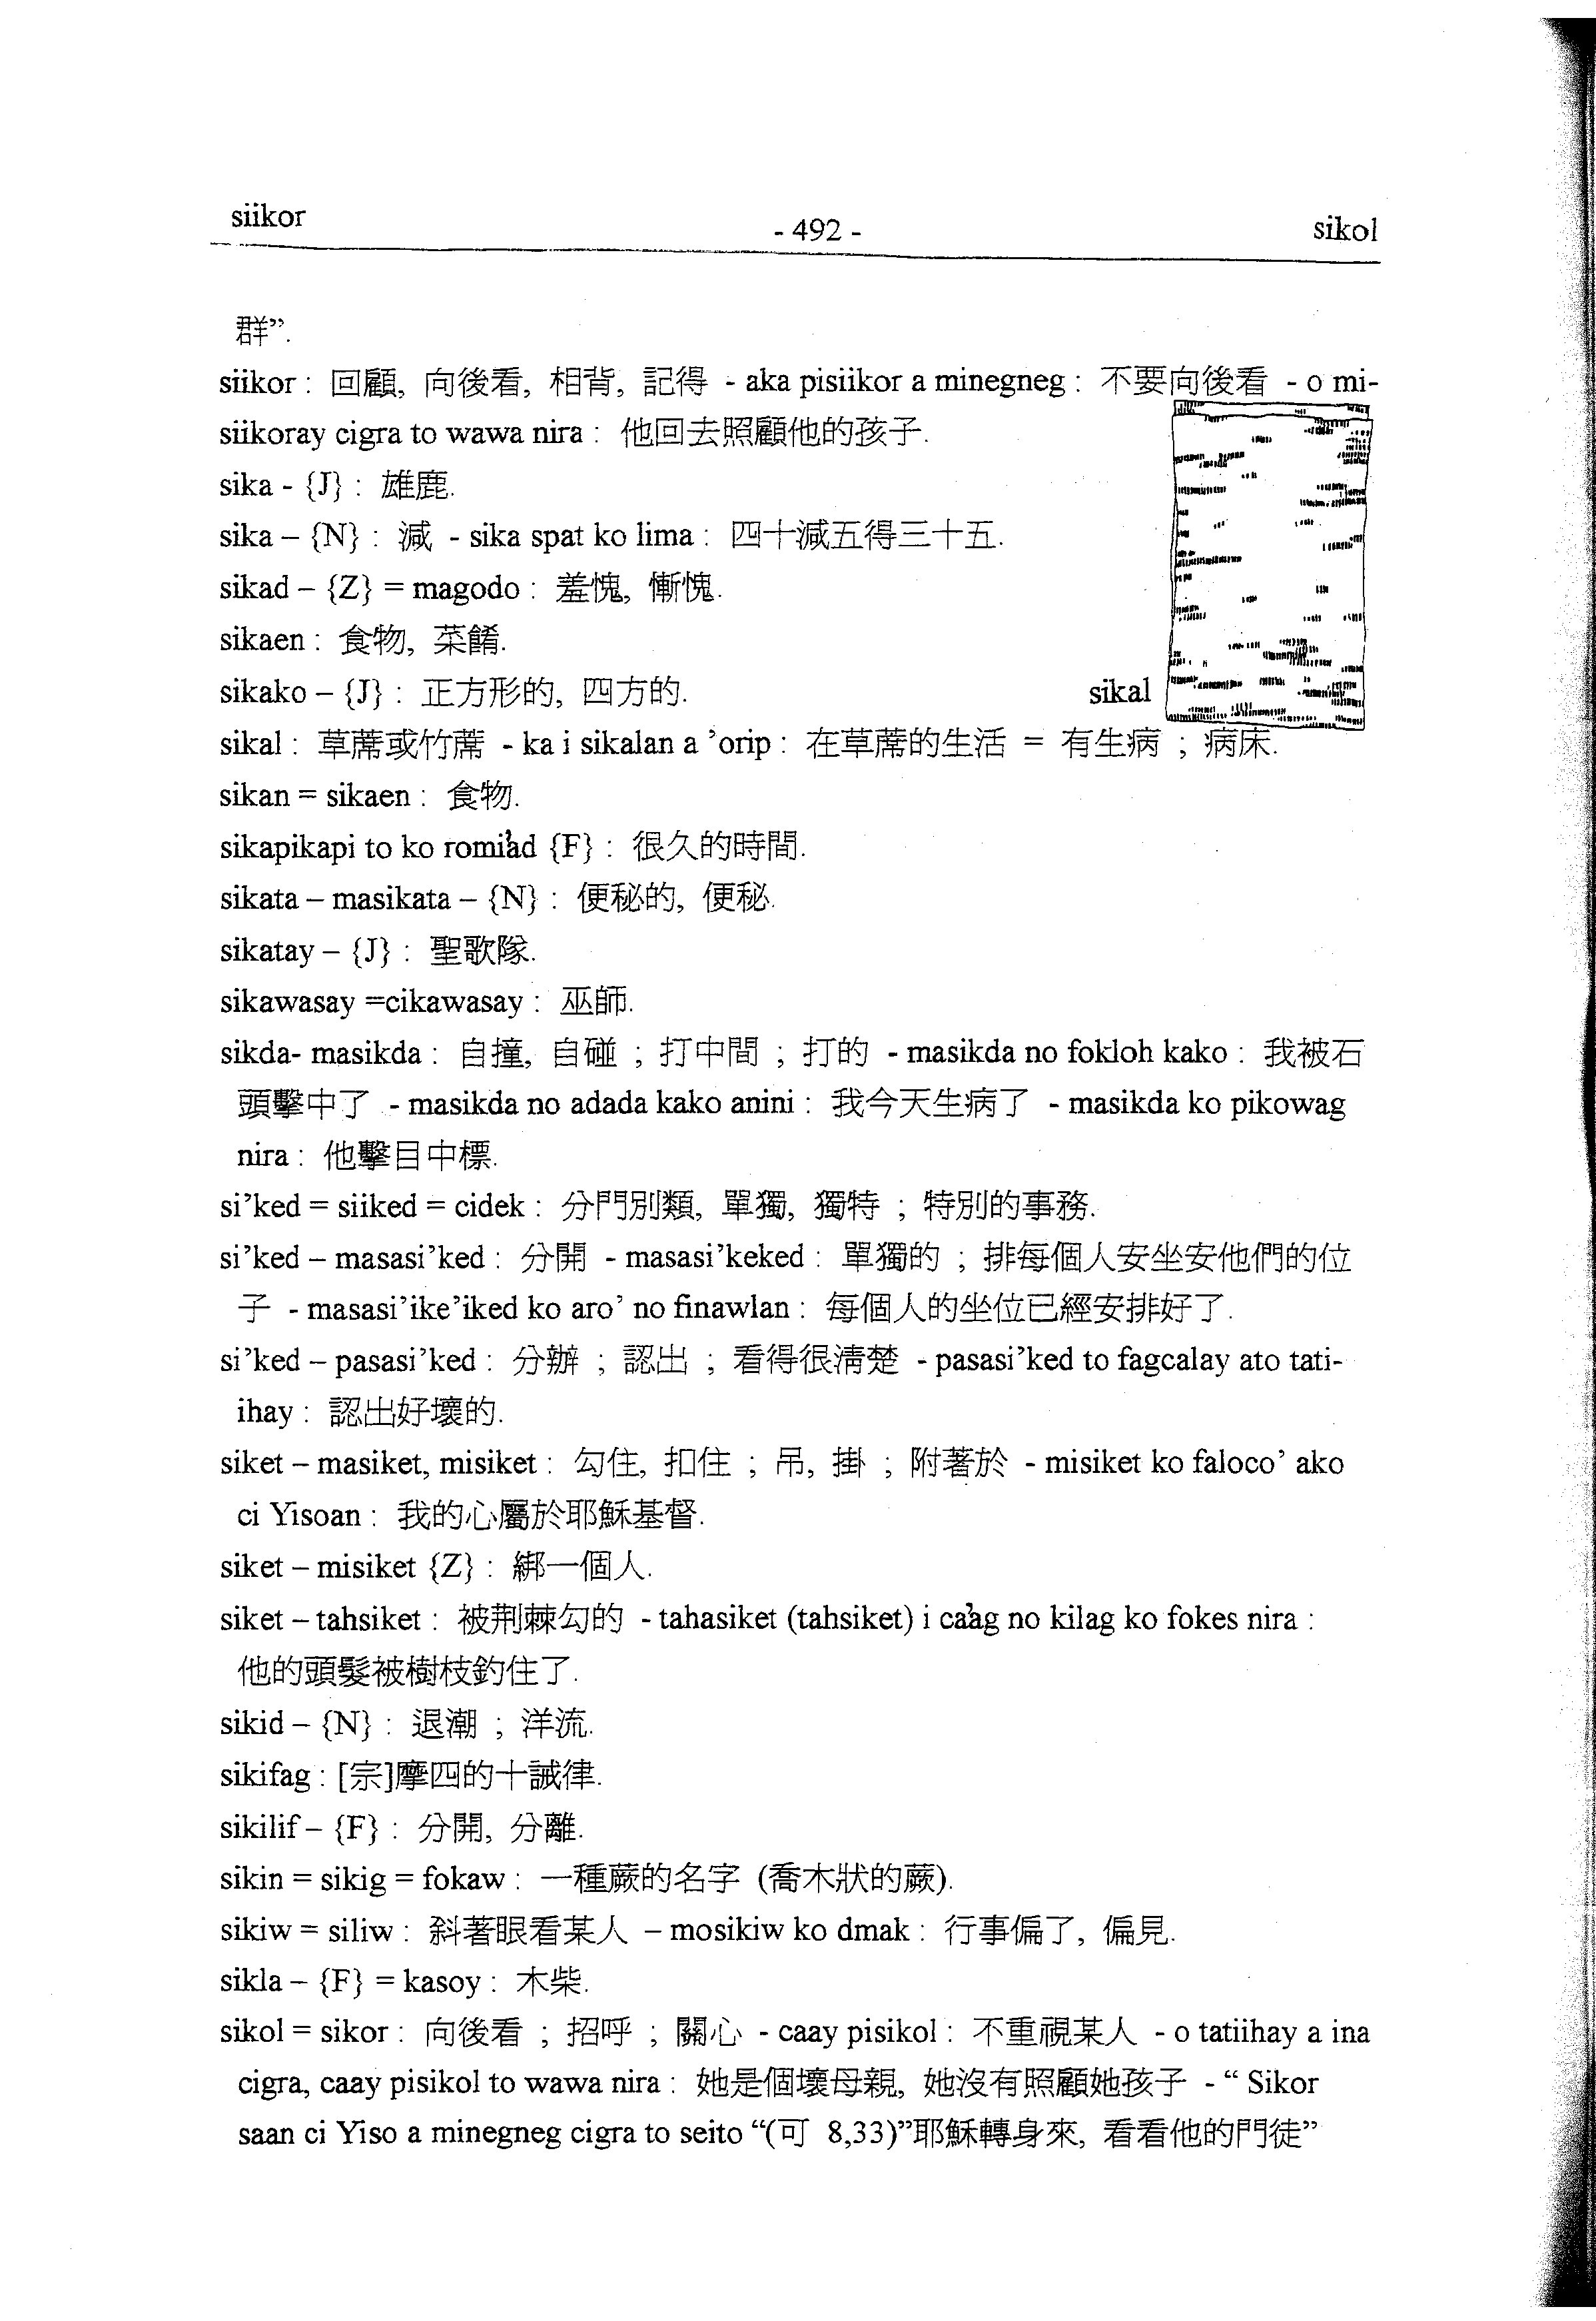 siikor
- 492 -
sikol
群”.
siikor : 回顧, 向後看, 相背, 記得 - aka pisiikor a minegneg : 不要向後看 - o mi-
siikoray cigra to wawa nira : 他回去照顧他的孩子.
sika - {J} : 雄鹿.
sika – {N} : 減 - sika spat ko lima : 四十減五得三十五.
sikad – {Z} = magodo : 羞愧, 慚愧.
sikaen : 食物, 菜餚.
sikako – {J} : 正方形的, 四方的.
sikal
sikal : 草蓆或竹蓆 - ka i sikalan a ’orip : 在草蓆的生活 = 有生病 ; 病床.
sikan = sikaen : 食物.
sikapikapi to ko romi’ad {F} : 很久的時間.
sikata – masikata – {N} : 便秘的, 便秘.
sikatay – {J} : 聖歌隊.
sikawasay =cikawasay : 巫師.
sikda- masikda : 自撞, 自碰 ; 打中間 ; 打的 - masikda no fokloh kako : 我被石
頭擊中了 - masikda no adada kako anini : 我今天生病了 - masikda ko pikowag
nira : 他擊目中標.
si’ked = siiked = cidek : 分門別類, 單獨, 獨特 ; 特別的事務.
si’ked – masasi’ked : 分開 - masasi’keked : 單獨的 ; 排每個人安坐安他們的位
子 - masasi’ike’iked ko aro’ no finawlan : 每個人的坐位已經安排好了.
si’ked – pasasi’ked : 分辦 ; 認出 ; 看得很清楚 - pasasi’ked to fagcalay ato tati-
ihay : 認出好壞的.
siket – masiket, misiket : 勾住, 扣住 ; 吊, 掛 ; 附著於 - misiket ko faloco’ ako
ci Yisoan : 我的心屬於耶穌基督.
siket – misiket {Z} : 綁一個人.
siket – tahsiket : 被荆棘勾的 - tahasiket (tahsiket) i ca’ag no kilag ko fokes nira :
他的頭髮被樹枝釣住了.
sikid – {N} : 退潮 ; 洋流.
sikifag : [宗]摩四的十誡律.
sikilif – {F} : 分開, 分離.
sikin = sikig = fokaw : 一種蕨的名字 (喬木狀的蕨).
sikiw = siliw : 斜著眼看某人 – mosikiw ko dmak : 行事偏了, 偏見.
sikla – {F} = kasoy : 木柴.
sikol = sikor : 向後看 ; 招呼 ; 關心 - caay pisikol : 不重視某人 - o tatiihay a ina
cigra, caay pisikol to wawa nira : 她是個壞母親, 她沒有照顧她孩子 - “ Sikor
saan ci Yiso a minegneg cigra to seito “(可 8,33)”耶穌轉身來, 看看他的門徒”